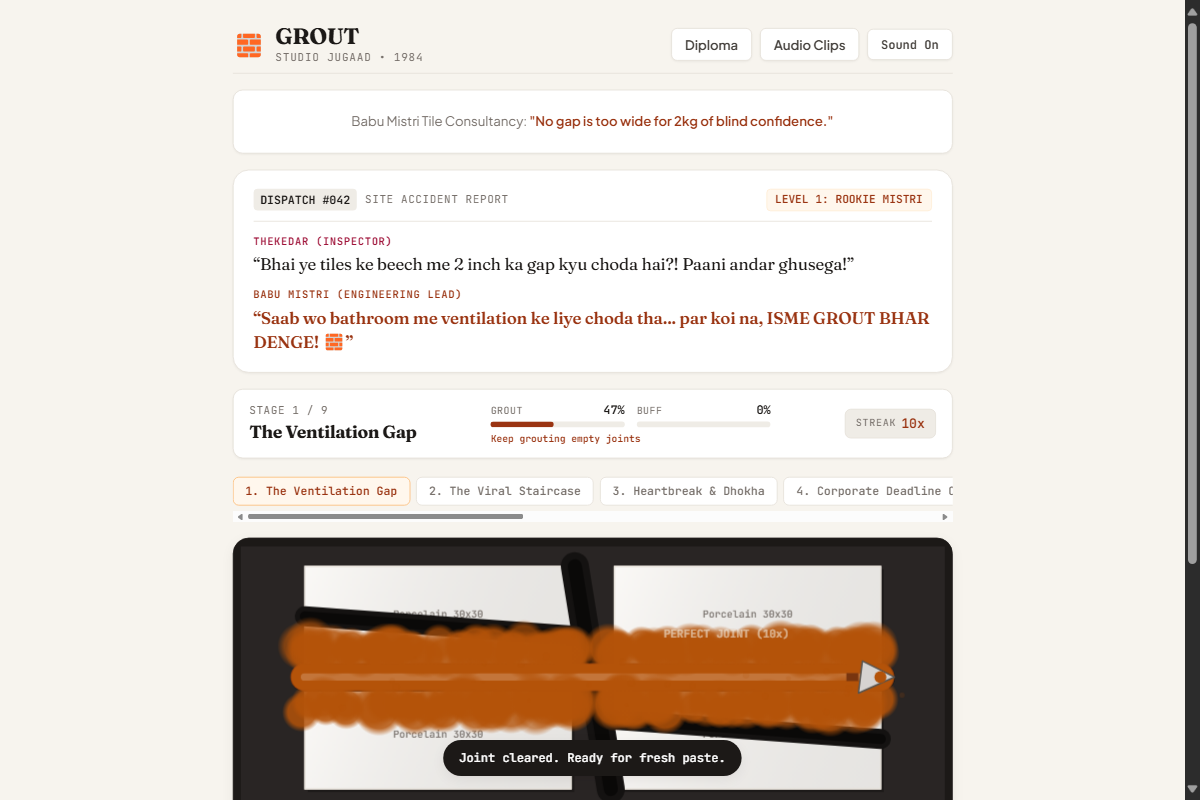 GROUT
STUDIO JUGAAD • 1984
Diploma
Audio Clips
Sound On
Babu Mistri Tile Consultancy: "No gap is too wide for 2kg of blind confidence."
DISPATCH #042
SITE ACCIDENT REPORT
LEVEL 1: ROOKIE MISTRI
THEKEDAR (INSPECTOR)
“Bhai ye tiles ke beech me 2 inch ka gap kyu choda hai?! Paani andar ghusega!”
BABU MISTRI (ENGINEERING LEAD)
“Saab wo bathroom me ventilation ke liye choda tha... par koi na, ISME GROUT BHAR
DENGE! 🧱”
STAGE 1 / 9
The Ventilation Gap
GROUT 47%
BUFF 0%
Keep grouting empty joints
STREAK 10x
1. The Ventilation Gap
2. The Viral Staircase
3. Heartbreak & Dhokha
4. Corporate Deadline
Porcelain 30x30
Porcelain 30x30
PERFECT JOINT (10x)
Porcelain 30x30
Joint cleared. Ready for fresh paste.